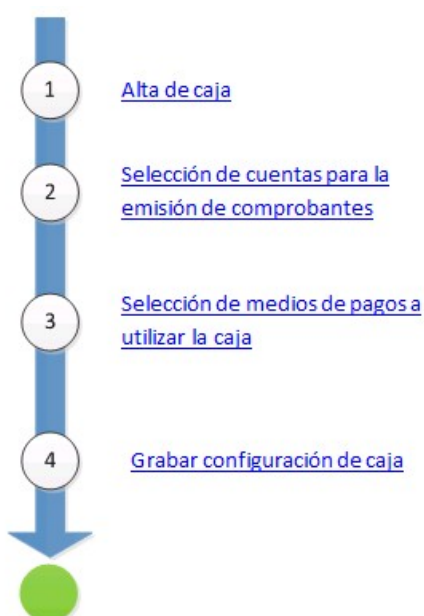 1 Alta de caja
2 Selección de cuentas para la
emisión de comprobantes
3 Selección de medios de pagos a
utilizar la caja
4 Grabar configuración de caja